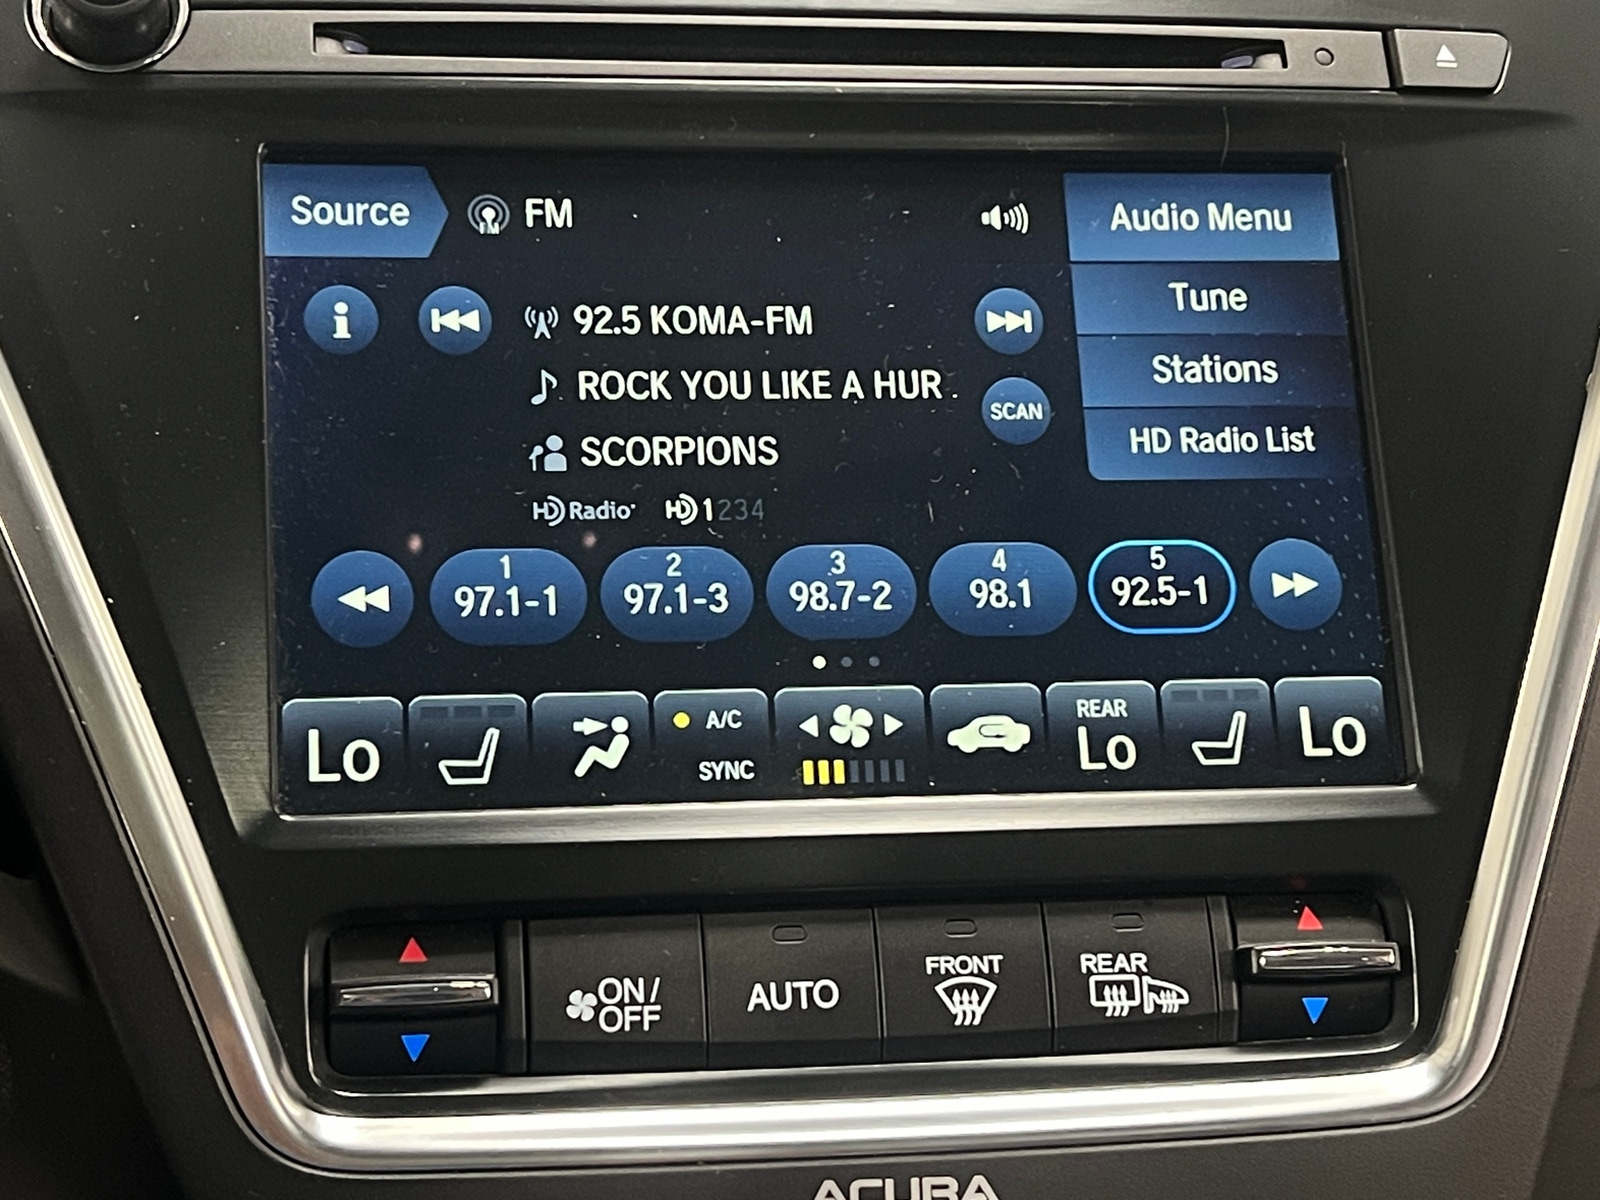 Source FM Audio Menu
92.5 KOMA-FM Tune
ROCK YOU LIKE A HUR. Stations
SCAN
SCORPIONS HD Radio List
HD Radio HD1234
1 2 3 4 5
97.1-1 97.1-3 98.7-2 98.1 92.5-1
Lo A/C SYNC REAR Lo Lo
ON/OFF AUTO FRONT REAR
ACURA